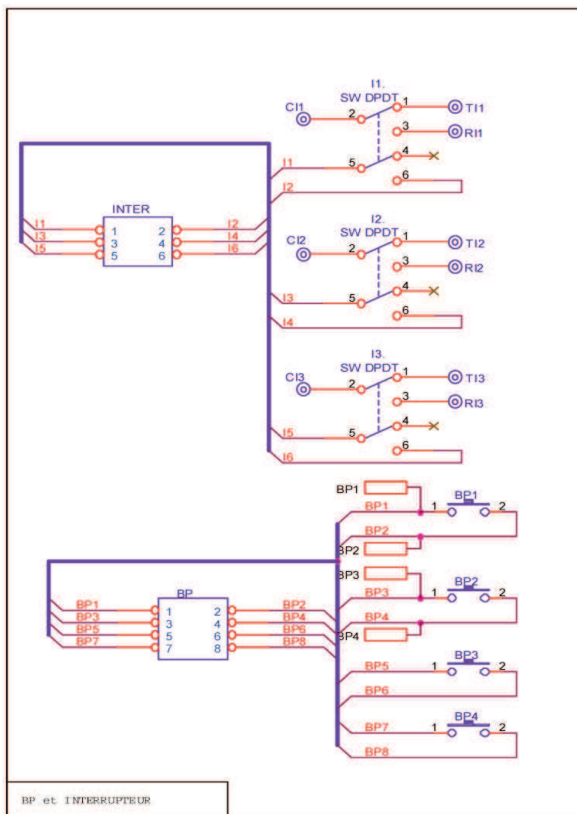 I1.
SW DPDT
CI1
2
1
TI1
3
RI1
I1
5
4
I2
6
INTER
I1
1
2
I2
I3
3
4
I4
I5
5
6
I6
I2.
SW DPDT
CI2
2
1
TI2
3
RI2
I3
5
4
I4
6
I3.
SW DPDT
CI3
2
1
TI3
3
RI3
I5
5
4
I6
6
BP1
BP1
BP1
1
2
BP2
BP2
BP3
BP2
BP3
1
2
BP4
BP4
BP
BP1
1
2
BP2
BP3
3
4
BP4
BP5
5
6
BP6
BP7
7
8
BP8
BP3
BP5
1
2
BP6
BP4
BP7
1
2
BP8
BP et INTERRUPTEUR